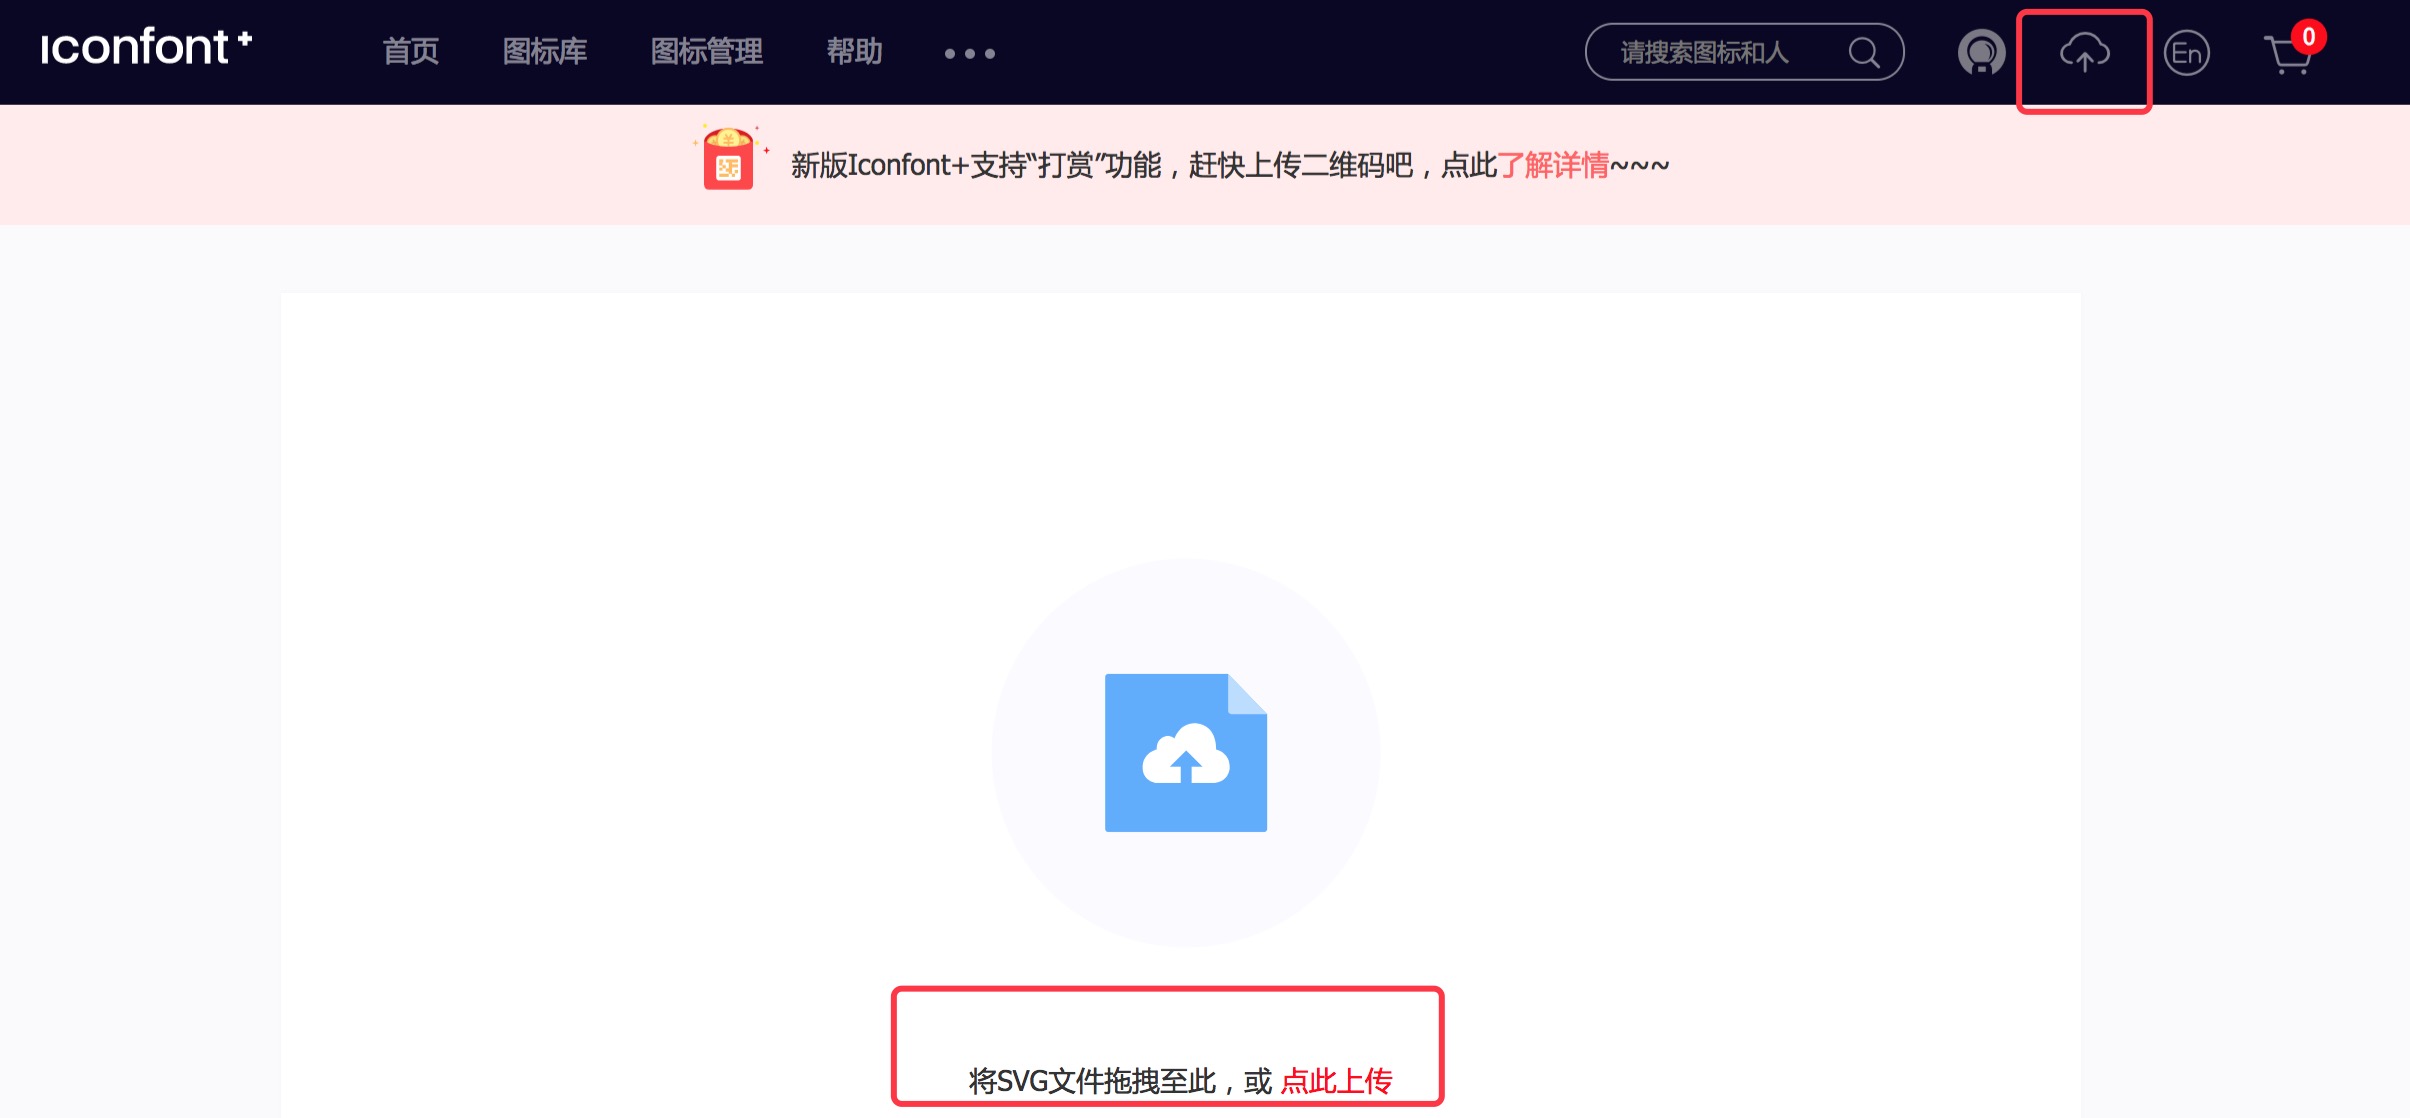 iconfont+ 首页 图标库 图标管理 帮助 ••• 请搜索图标和人 En 0
新版Iconfont+支持“打赏”功能，赶快上传二维码吧，点此了解详情~~~
将SVG文件拖拽至此，或 点此上传